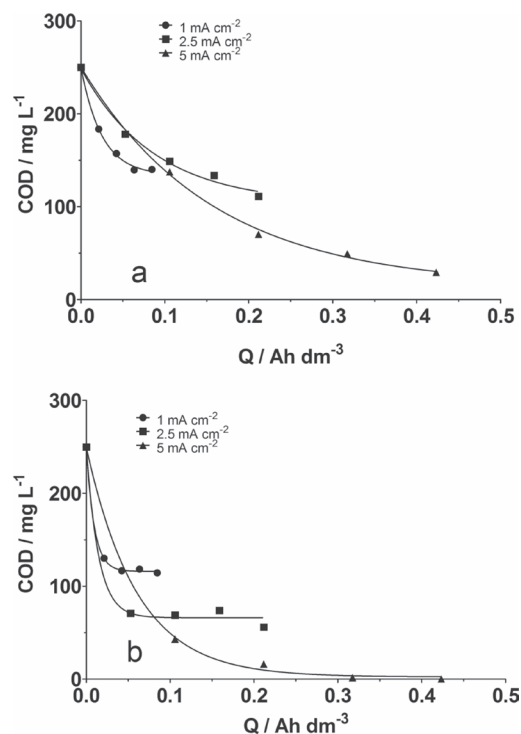 300
1 mA cm⁻²
2.5 mA cm⁻²
5 mA cm⁻²
200
COD / mg L⁻¹
100
a
0
0.0 0.1 0.2 0.3 0.4 0.5
Q / Ah dm⁻³
300
1 mA cm⁻²
2.5 mA cm⁻²
5 mA cm⁻²
200
COD / mg L⁻¹
100
b
0
0.0 0.1 0.2 0.3 0.4 0.5
Q / Ah dm⁻³